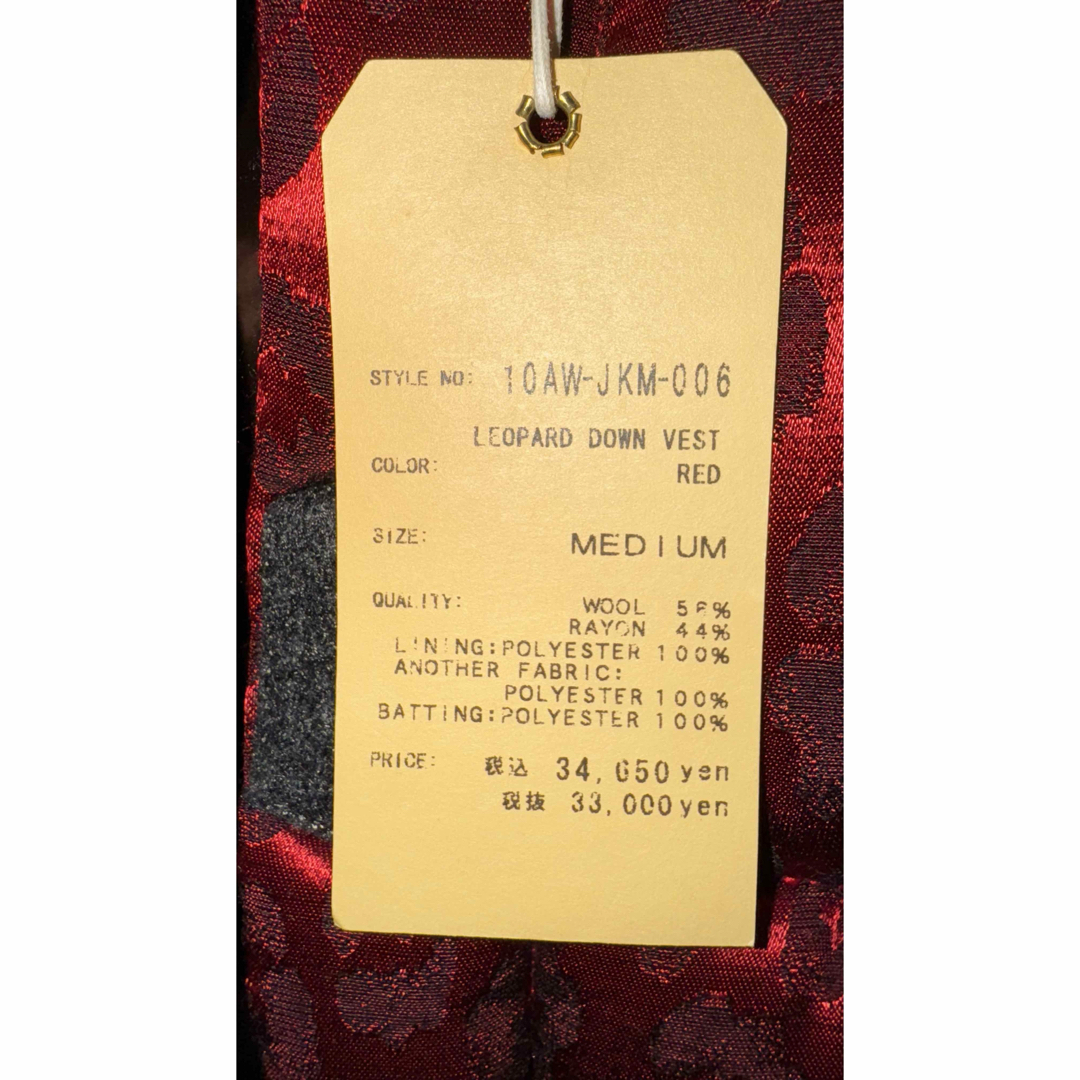 STYLE NO: 10AW-JKM-006
LEOPARD DOWN VEST
COLOR: RED
SIZE: MEDIUM
QUALITY: WOOL 56%
RAYON 44%
LINING:POLYESTER 100%
ANOTHER FABRIC:
POLYESTER 100%
BATTING:POLYESTER 100%
PRICE: 税込 34,650yen
税抜 33,000yen